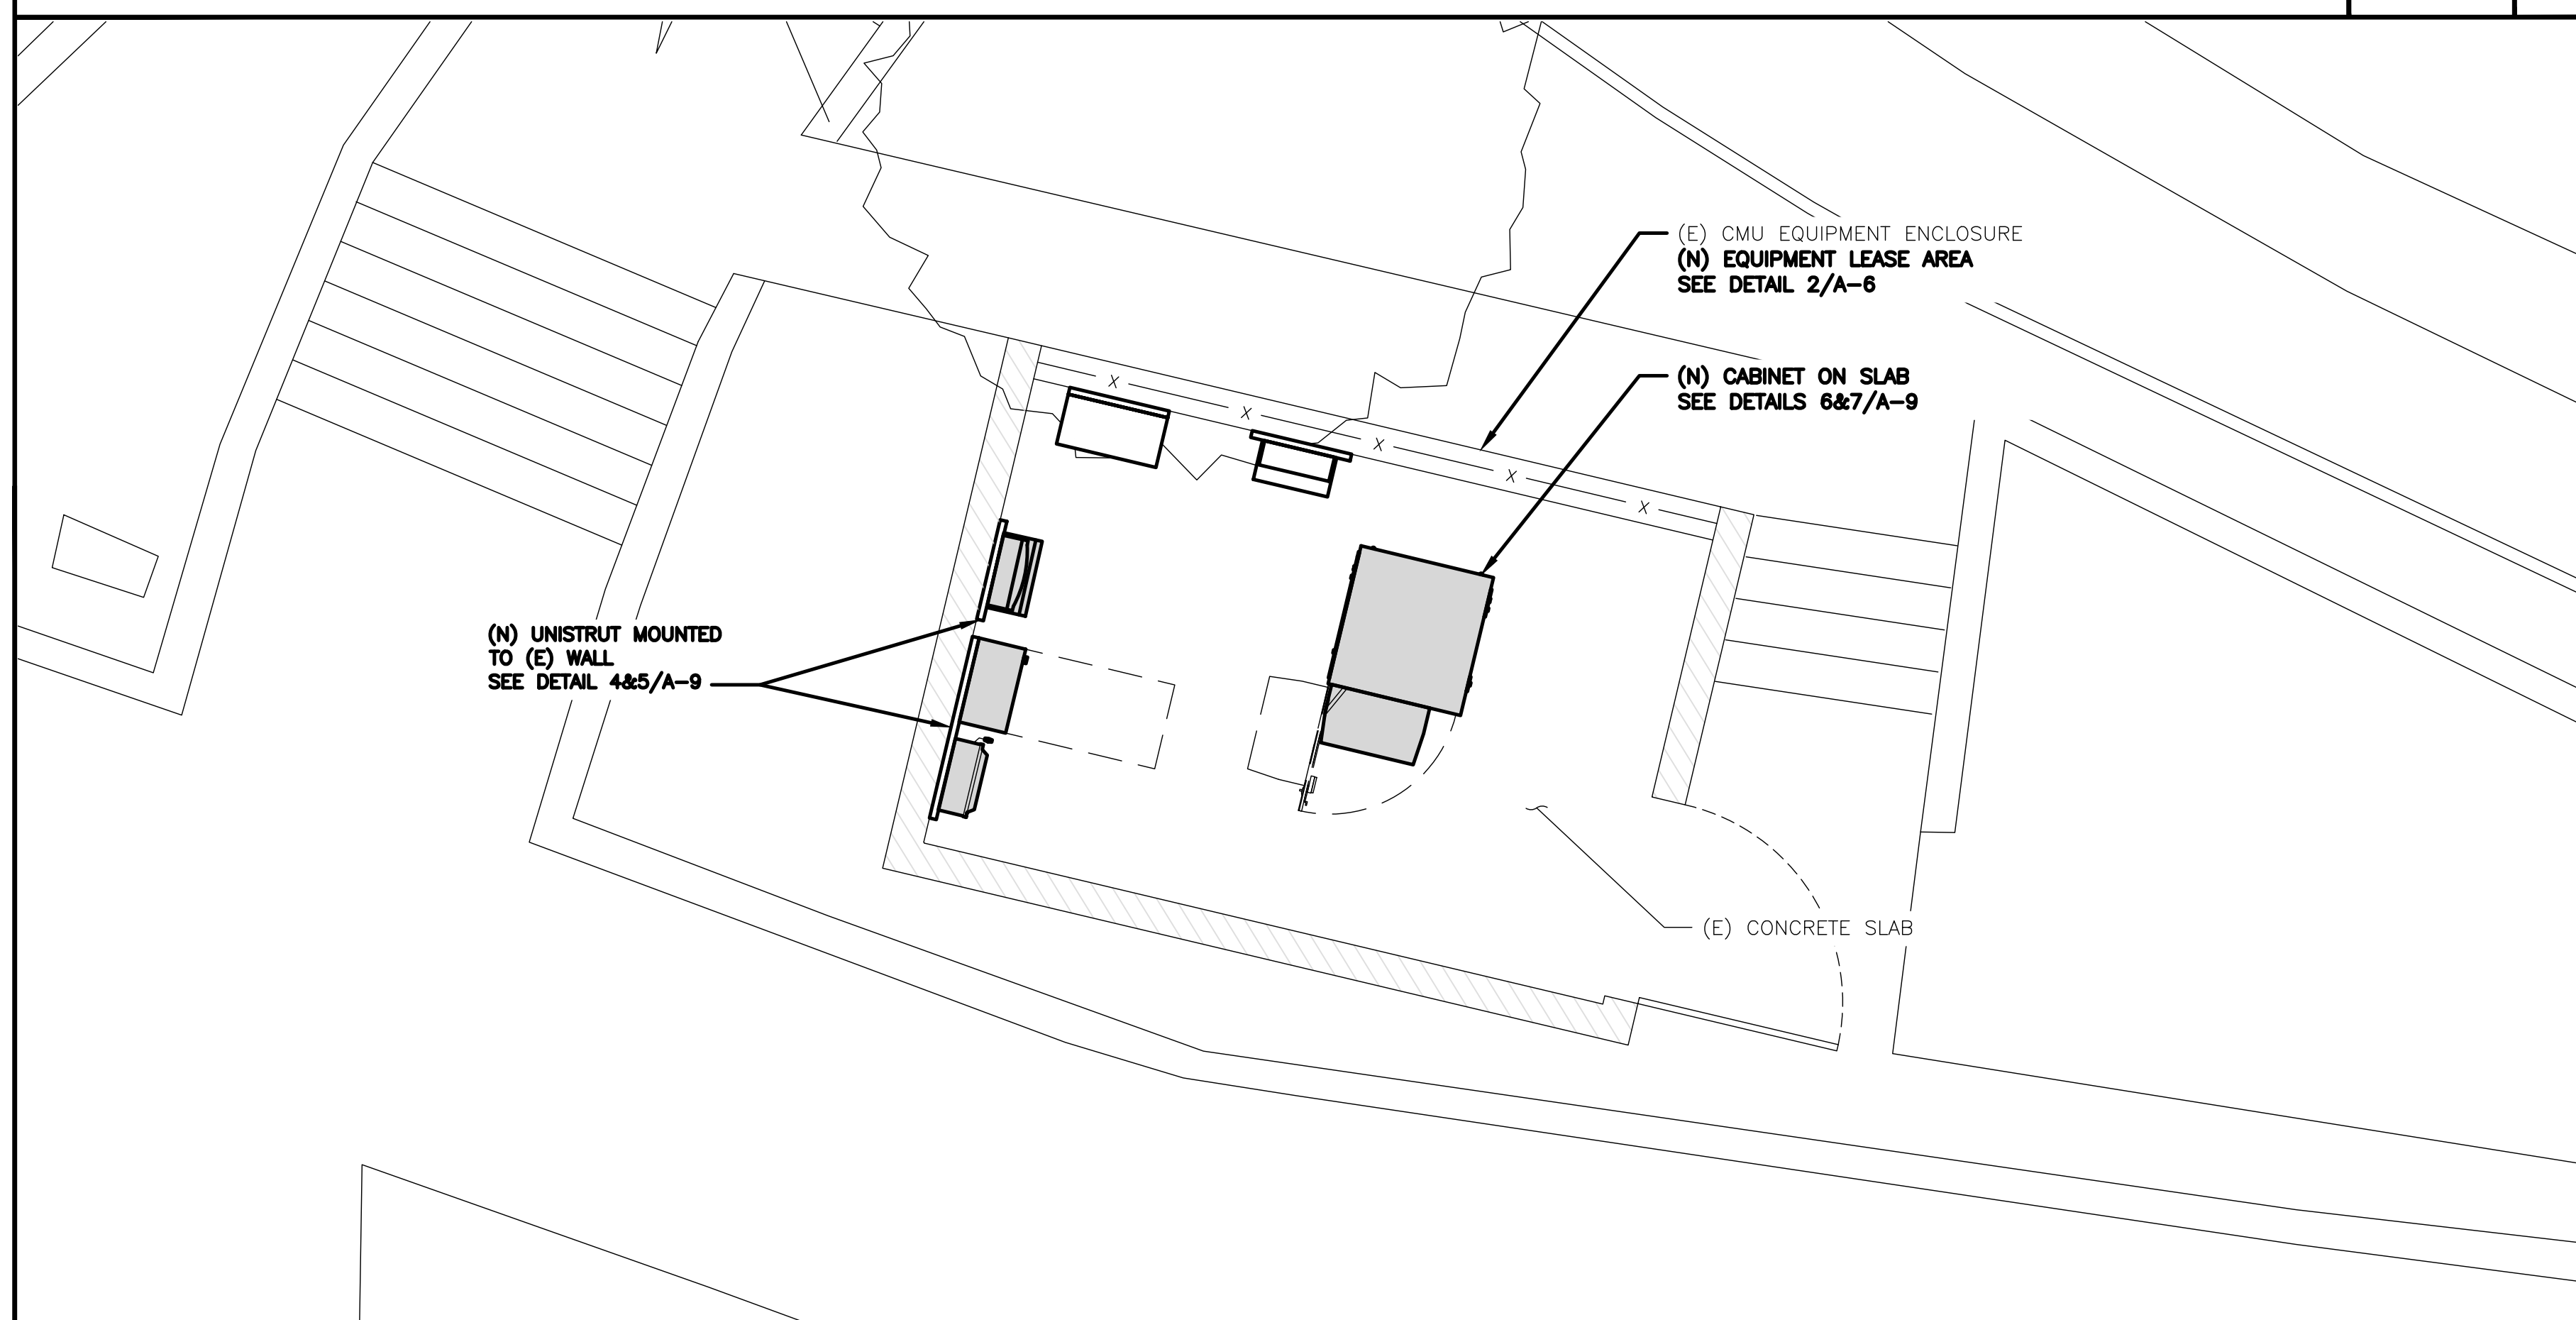 (E) CMU EQUIPMENT ENCLOSURE
(N) EQUIPMENT LEASE AREA
SEE DETAIL 2/A-6
(N) CABINET ON SLAB
SEE DETAILS 6&7/A-9
X
X
X
X
X
(N) UNISTRUT MOUNTED
TO (E) WALL
SEE DETAIL 4&5/A-9
(E) CONCRETE SLAB